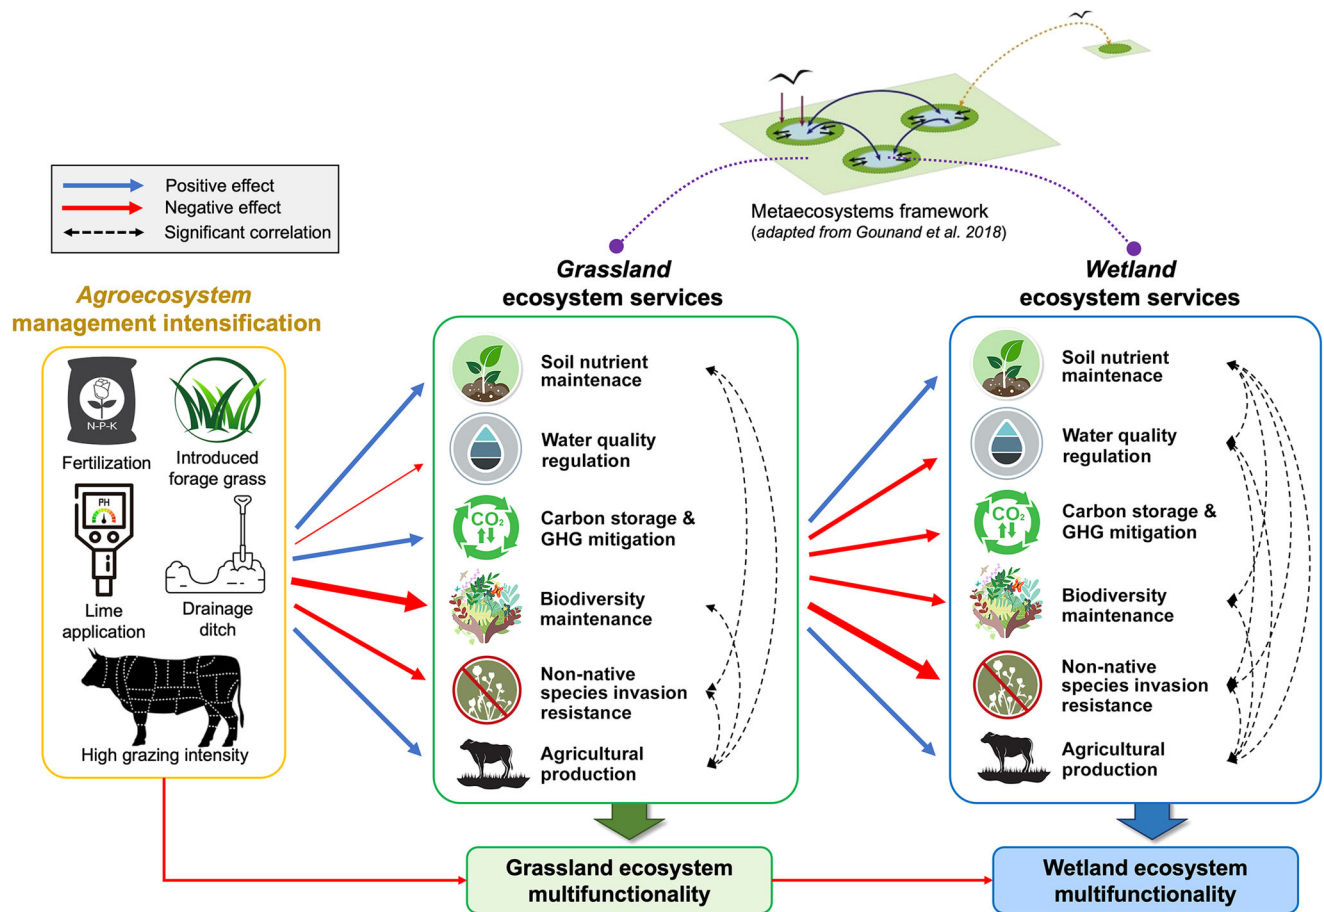 Positive effect
Negative effect
Significant correlation
Metaecosystems framework
(adapted from Gounand et al. 2018)
Agroecosystem
management intensification
N-P-K
Fertilization
Introduced
forage grass
PH
Lime
application
Drainage
ditch
High grazing intensity
Grassland
ecosystem services
Soil nutrient
maintenace
Water quality
regulation
CO2
Carbon storage &
GHG mitigation
Biodiversity
maintenance
Non-native
species invasion
resistance
Agricultural
production
Wetland
ecosystem services
Soil nutrient
maintenace
Water quality
regulation
CO2
Carbon storage &
GHG mitigation
Biodiversity
maintenance
Non-native
species invasion
resistance
Agricultural
production
Grassland ecosystem
multifunctionality
Wetland ecosystem
multifunctionality